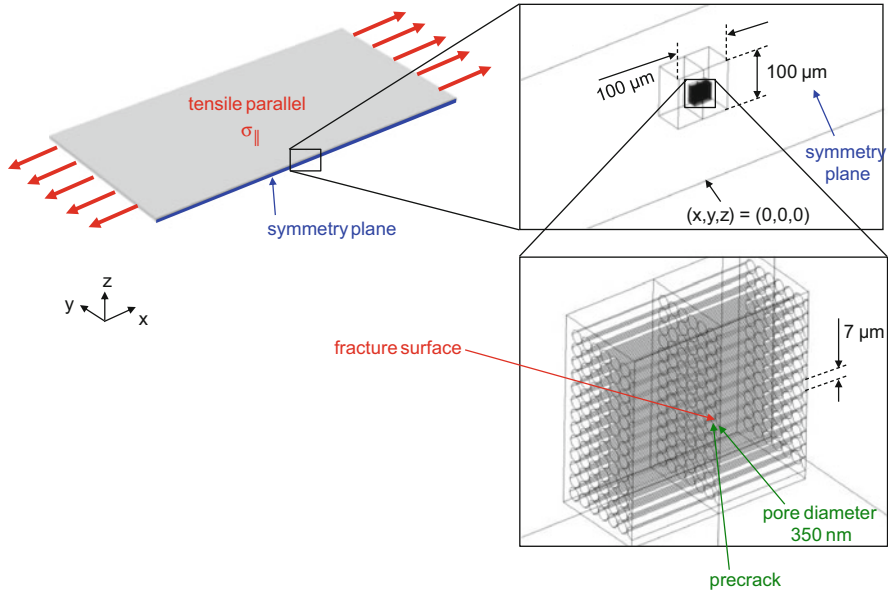 tensile parallel
σ∥
symmetry plane
z
y
x
100 µm
100 µm
symmetry
plane
(x,y,z) = (0,0,0)
fracture surface
7 µm
pore diameter
350 nm
precrack